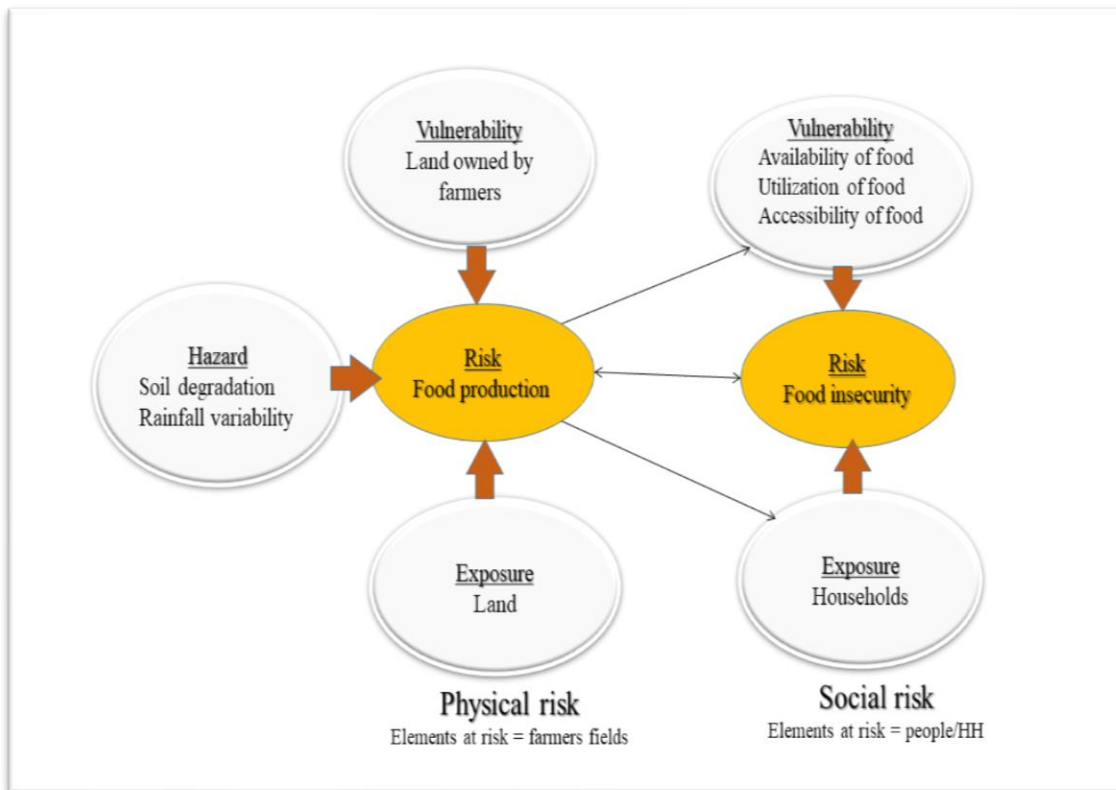 Vulnerability
Land owned by
farmers
Vulnerability
Availability of food
Utilization of food
Accessibility of food
Hazard
Soil degradation
Rainfall variability
Risk
Food production
Risk
Food insecurity
Exposure
Land
Exposure
Households
Physical risk
Elements at risk = farmers fields
Social risk
Elements at risk = people/HH